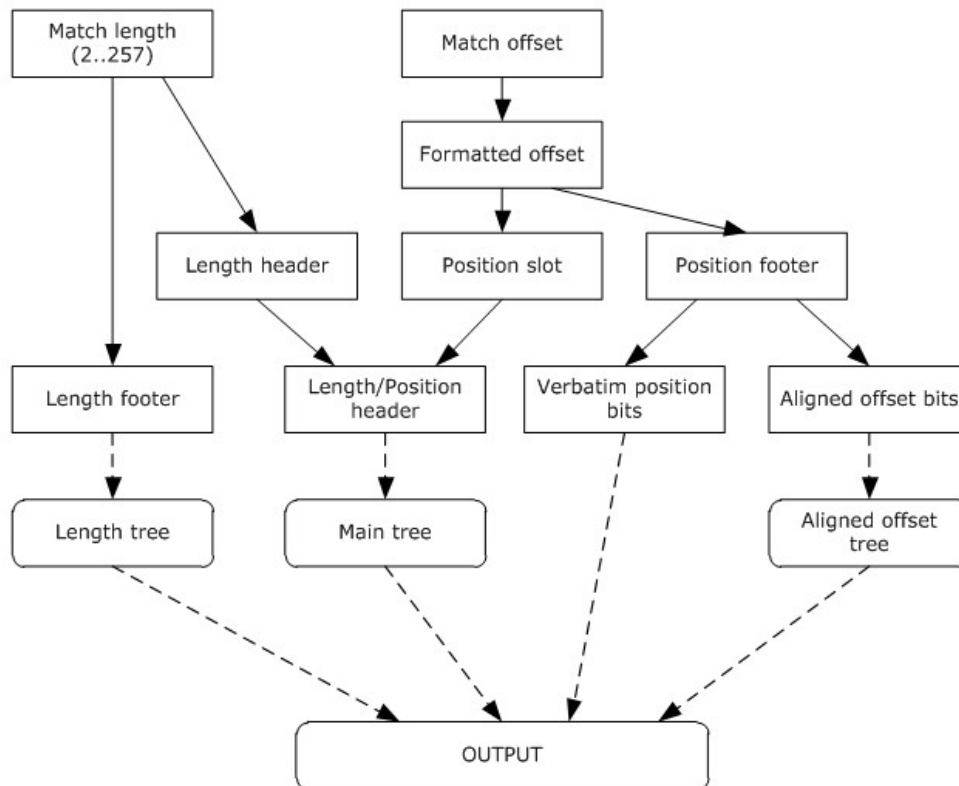 Match length
(2..257)
Match offset
Formatted offset
Length header
Position slot
Position footer
Length footer
Length/Position
header
Verbatim position
bits
Aligned offset bits
Length tree
Main tree
Aligned offset
tree
OUTPUT